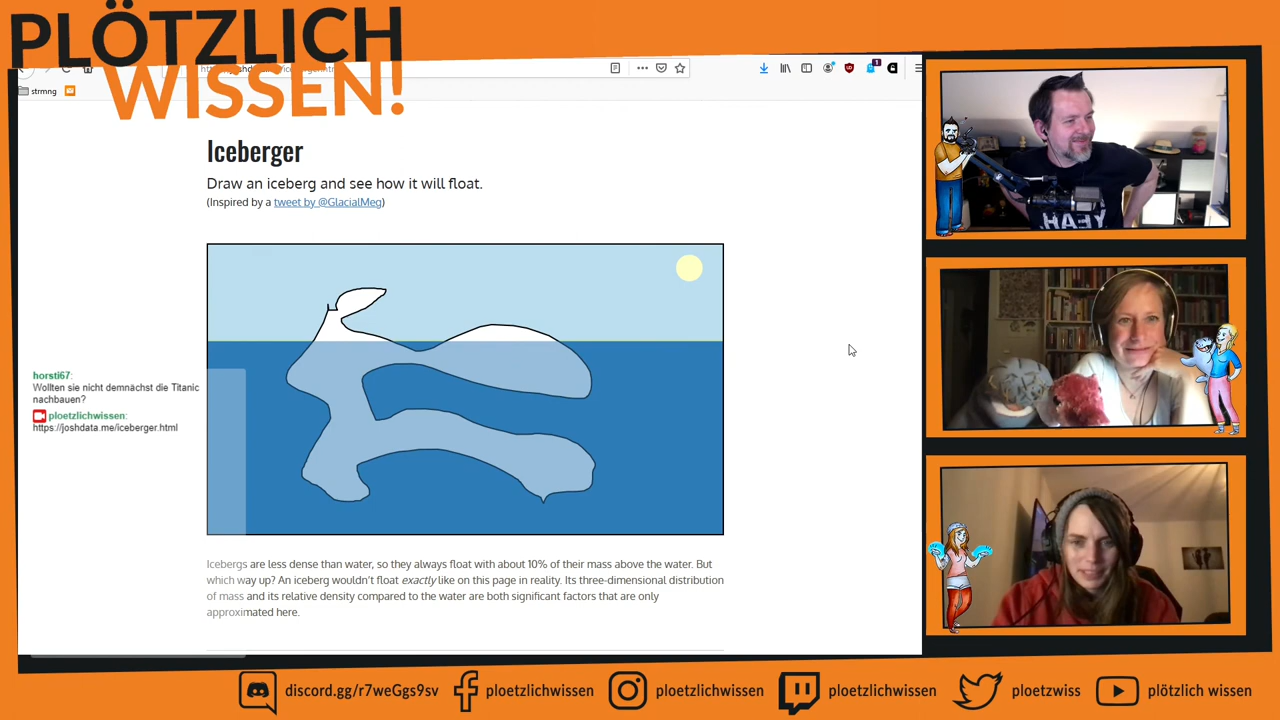 PLÖTZLICH
WISSEN!
strmng
Iceberger
Draw an iceberg and see how it will float.
(Inspired by a tweet by @GlacialMeg)
horsti67:
Wollten sie nicht demnächst die Titanic
nachbauen?
ploetzlichwissen:
https://joshdata.me/iceberger.html
Icebergs are less dense than water, so they always float with about 10% of their mass above the water. But
which way up? An iceberg wouldn't float exactly like on this page in reality. Its three-dimensional distribution
of mass and its relative density compared to the water are both significant factors that are only
approximated here.
YEAH.
discord.gg/r7weGgs9sv
ploetzlichwissen
ploetzlichwissen
ploetzlichwissen
ploetzwiss
plötzlich wissen